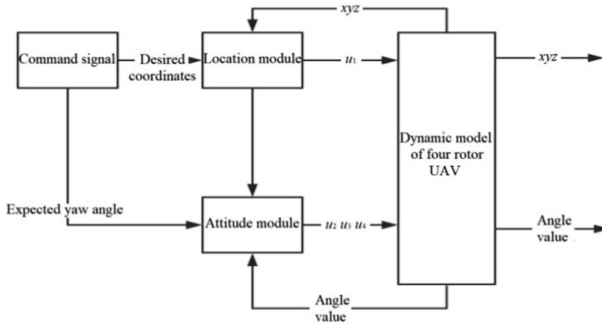 xyz
Command signal
Desired
coordinates
Location module
u₁
xyz
Dynamic model
of four rotor
UAV
Expected yaw angle
Attitude module
u₂ u₃ u₄
Angle
value
Angle
value